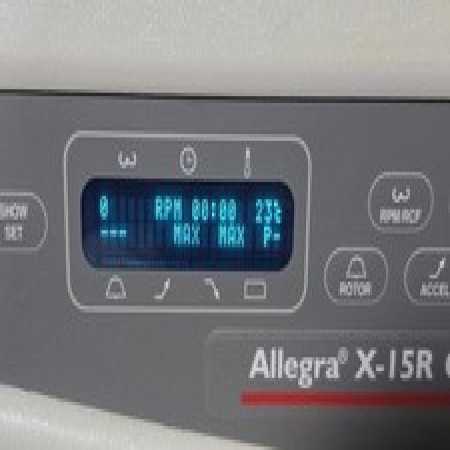 0 RPM 00:00 23℃
--- MAX MAX P-
SHOW
SET
RPM/RCF
ROTOR
ACCEL
Allegra® X-15R